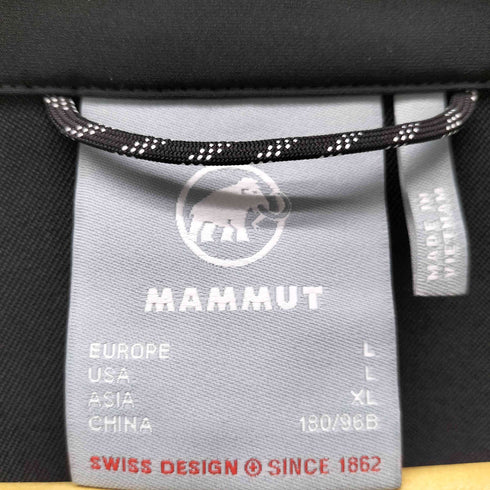 MAMMUT
EUROPE L
USA L
ASIA XL
CHINA 180/96B
SWISS DESIGN SINCE 1862
MADE IN
VIETNAM